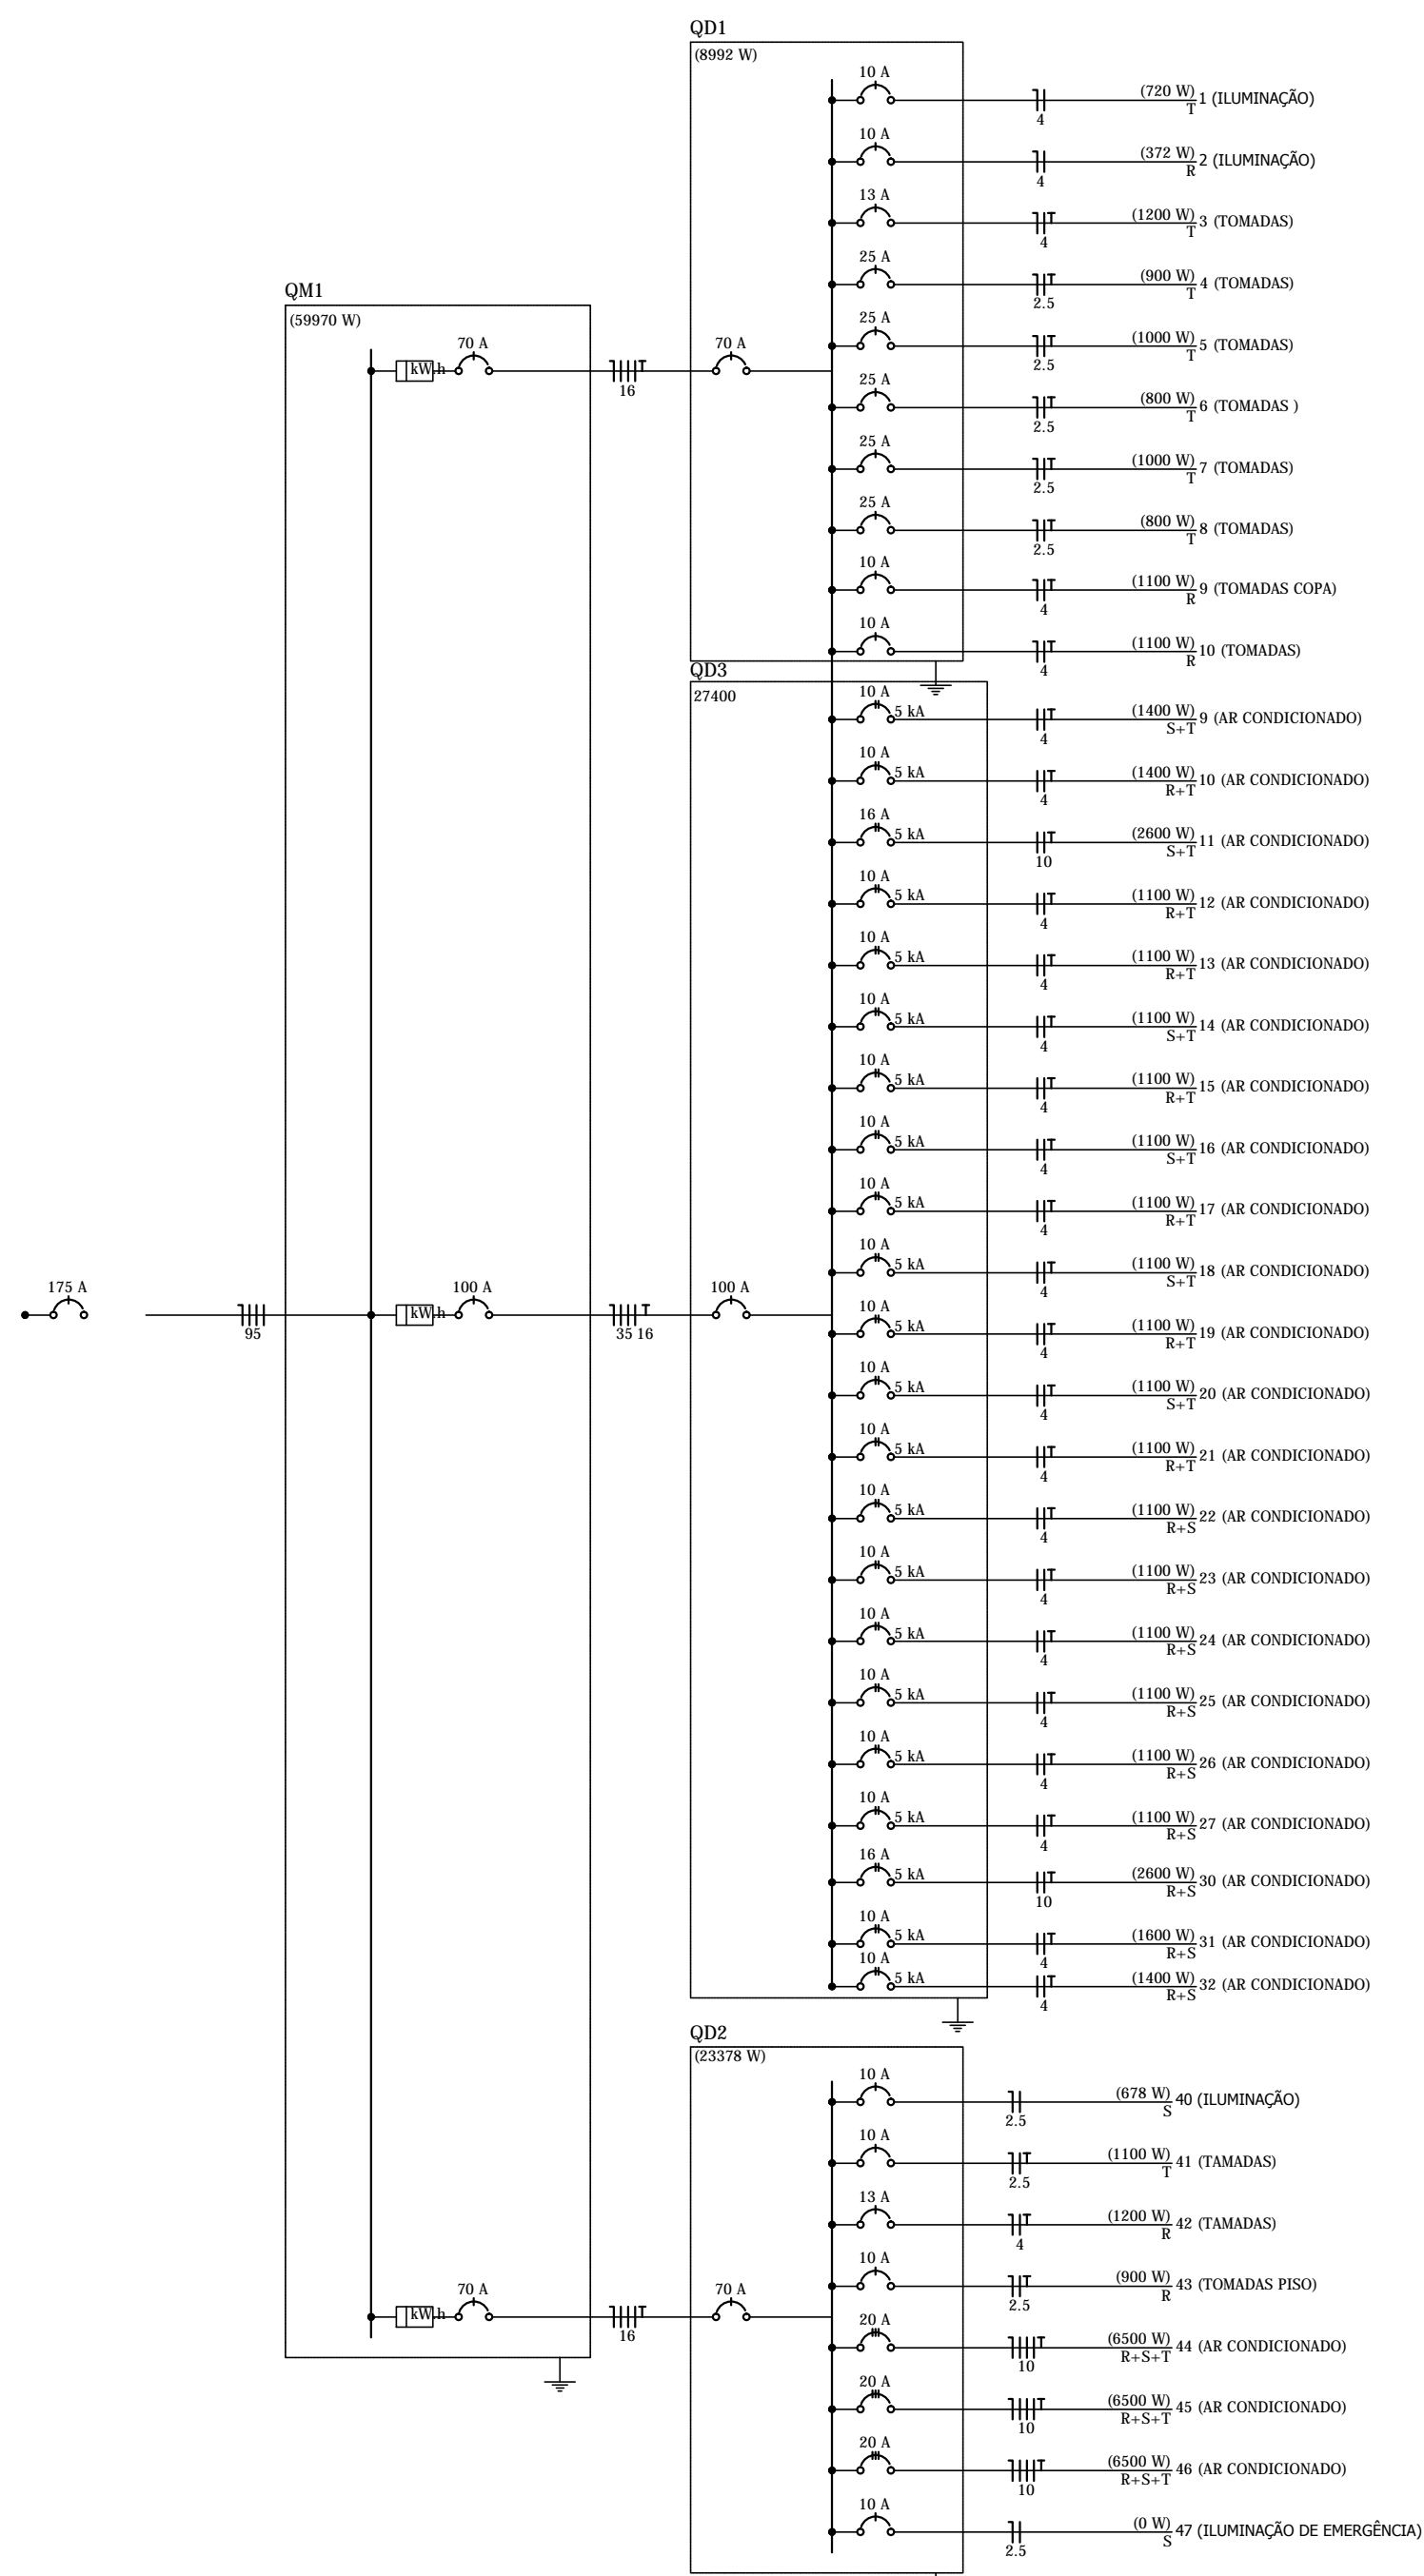 QD1
(8992 W)
10 A
4
(720 W)
T
1 (ILUMINAÇÃO)
10 A
4
(372 W)
R
2 (ILUMINAÇÃO)
13 A
4
(1200 W)
T
3 (TOMADAS)
25 A
2.5
(900 W)
T
4 (TOMADAS)
25 A
2.5
(1000 W)
T
5 (TOMADAS)
25 A
2.5
(800 W)
T
6 (TOMADAS )
25 A
2.5
(1000 W)
T
7 (TOMADAS)
25 A
2.5
(800 W)
T
8 (TOMADAS)
10 A
4
(1100 W)
R
9 (TOMADAS COPA)
10 A
4
(1100 W)
R
10 (TOMADAS)
QM1
(59970 W)
kW.h
70 A
16
70 A
175 A
95
kW.h
100 A
35 16
100 A
kW.h
70 A
16
70 A
QD3
27400
10 A
5 kA
4
(1400 W)
S+T
9 (AR CONDICIONADO)
10 A
5 kA
4
(1400 W)
R+T
10 (AR CONDICIONADO)
16 A
5 kA
10
(2600 W)
S+T
11 (AR CONDICIONADO)
10 A
5 kA
4
(1100 W)
R+T
12 (AR CONDICIONADO)
10 A
5 kA
4
(1100 W)
R+T
13 (AR CONDICIONADO)
10 A
5 kA
4
(1100 W)
S+T
14 (AR CONDICIONADO)
10 A
5 kA
4
(1100 W)
R+T
15 (AR CONDICIONADO)
10 A
5 kA
4
(1100 W)
S+T
16 (AR CONDICIONADO)
10 A
5 kA
4
(1100 W)
R+T
17 (AR CONDICIONADO)
10 A
5 kA
4
(1100 W)
S+T
18 (AR CONDICIONADO)
10 A
5 kA
4
(1100 W)
R+T
19 (AR CONDICIONADO)
10 A
5 kA
4
(1100 W)
S+T
20 (AR CONDICIONADO)
10 A
5 kA
4
(1100 W)
R+T
21 (AR CONDICIONADO)
10 A
5 kA
4
(1100 W)
R+S
22 (AR CONDICIONADO)
10 A
5 kA
4
(1100 W)
R+S
23 (AR CONDICIONADO)
10 A
5 kA
4
(1100 W)
R+S
24 (AR CONDICIONADO)
10 A
5 kA
4
(1100 W)
R+S
25 (AR CONDICIONADO)
10 A
5 kA
4
(1100 W)
R+S
26 (AR CONDICIONADO)
10 A
5 kA
4
(1100 W)
R+S
27 (AR CONDICIONADO)
16 A
5 kA
10
(2600 W)
R+S
30 (AR CONDICIONADO)
10 A
5 kA
4
(1600 W)
R+S
31 (AR CONDICIONADO)
10 A
5 kA
4
(1400 W)
R+S
32 (AR CONDICIONADO)
QD2
(23378 W)
10 A
2.5
(678 W)
S
40 (ILUMINAÇÃO)
10 A
2.5
(1100 W)
T
41 (TAMADAS)
13 A
4
(1200 W)
R
42 (TAMADAS)
10 A
2.5
(900 W)
R
43 (TOMADAS PISO)
20 A
10
(6500 W)
R+S+T
44 (AR CONDICIONADO)
20 A
10
(6500 W)
R+S+T
45 (AR CONDICIONADO)
20 A
10
(6500 W)
R+S+T
46 (AR CONDICIONADO)
10 A
2.5
(0 W)
S
47 (ILUMINAÇÃO DE EMERGÊNCIA)